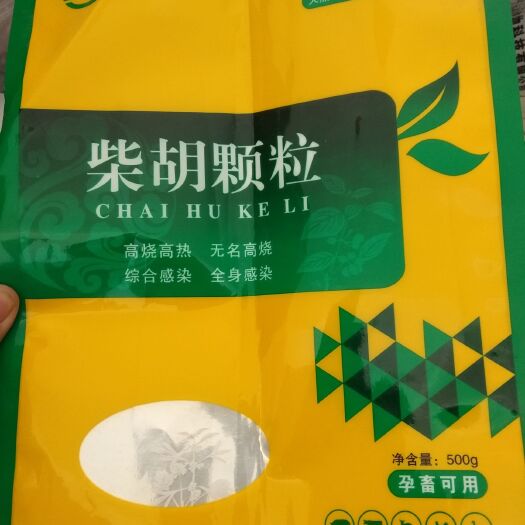 柴胡颗粒
CHAI HU KE LI
高烧高热 无名高烧
综合感染 全身感染
净含量：500g
孕畜可用